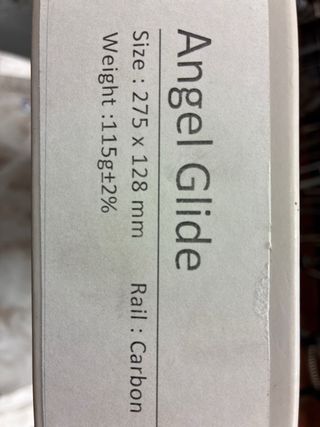 Angel Glide
Size : 275 x 128 mm Rail : Carbon
Weight :115g±2%